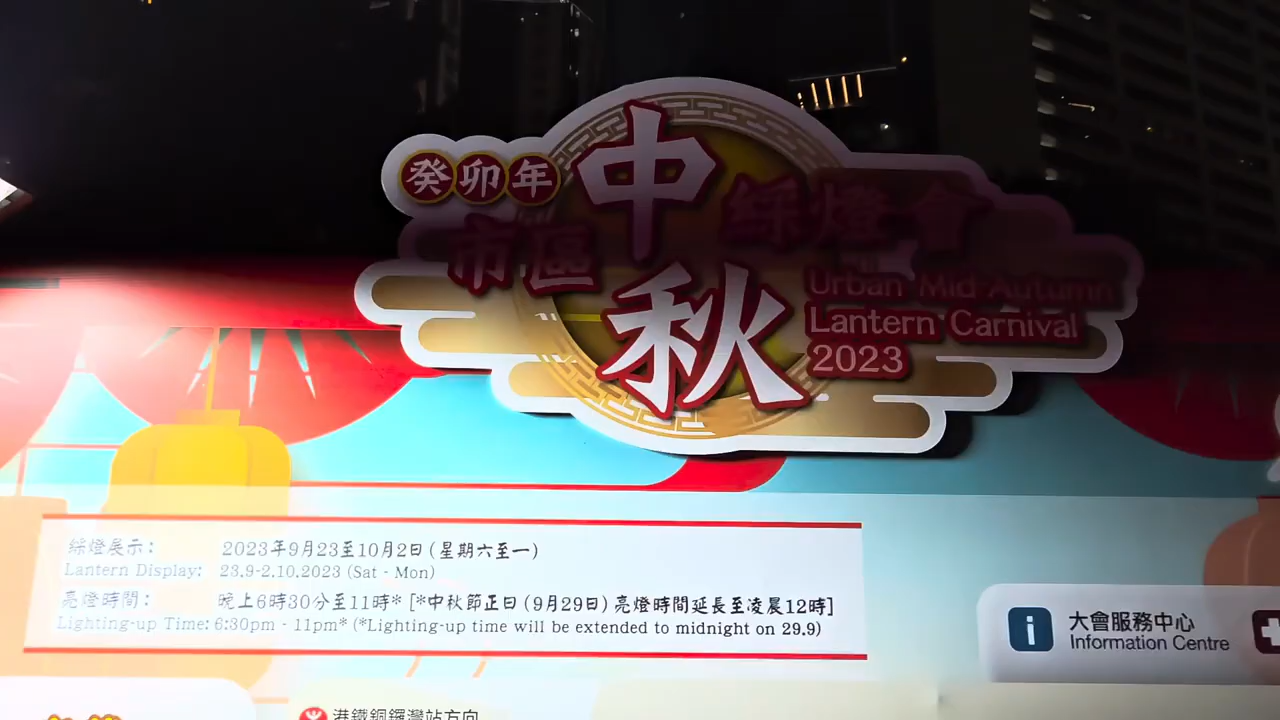 癸卯年
中秋
市區
綵燈會
Urban Mid-Autumn
Lantern Carnival
2023
綵燈展示：
2023年9月23至10月2日 (星期六至一)
Lantern Display:
23.9-2.10.2023 (Sat - Mon)
亮燈時間：
晚上6時30分至11時* [*中秋節正日 (9月29日) 亮燈時間延長至凌晨12時]
Lighting-up Time: 6:30pm - 11pm* (*Lighting-up time will be extended to midnight on 29.9)
大會服務中心
Information Centre
港鐵銅鑼灣站方向